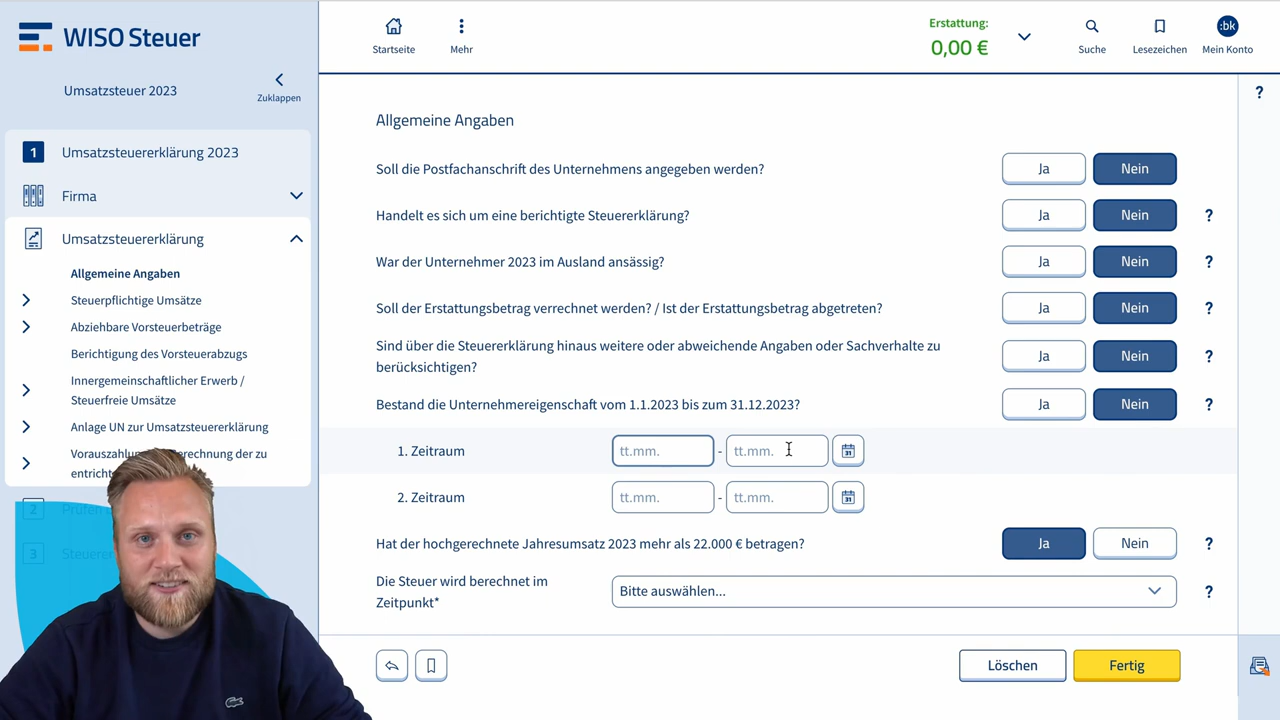 WISO Steuer
Umsatzsteuer 2023
Zuklappen
1 Umsatzsteuererklärung 2023
Firma
Umsatzsteuererklärung
Allgemeine Angaben
Steuerpflichtige Umsätze
Abziehbare Vorsteuerbeträge
Berichtigung des Vorsteuerabzugs
Innergemeinschaftlicher Erwerb /
Steuerfreie Umsätze
Anlage UN zur Umsatzsteuererklärung
2
3
Startseite
Mehr
Erstattung:
0,00 €
Suche
:bk
Lesezeichen
Mein Konto
?
Allgemeine Angaben
Soll die Postfachanschrift des Unternehmens angegeben werden? Ja Nein
Handelt es sich um eine berichtigte Steuererklärung? Ja Nein ?
War der Unternehmer 2023 im Ausland ansässig? Ja Nein ?
Soll der Erstattungsbetrag verrechnet werden? / Ist der Erstattungsbetrag abgetreten? Ja Nein ?
Sind über die Steuererklärung hinaus weitere oder abweichende Angaben oder Sachverhalte zu
berücksichtigen? Ja Nein ?
Bestand die Unternehmereigenschaft vom 1.1.2023 bis zum 31.12.2023? Ja Nein ?
1. Zeitraum tt.mm. - tt.mm. 31
2. Zeitraum tt.mm. - tt.mm. 31
Hat der hochgerechnete Jahresumsatz 2023 mehr als 22.000 € betragen? Ja Nein ?
Die Steuer wird berechnet im
Zeitpunkt* Bitte auswählen... ?
Löschen
Fertig